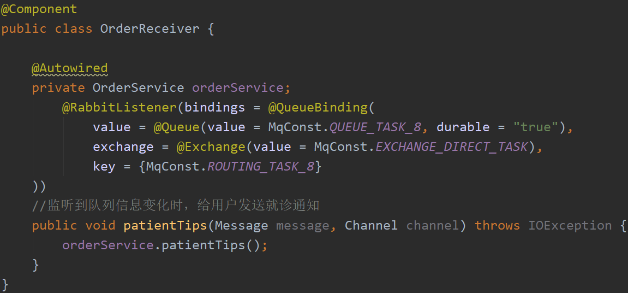 @Component
public class OrderReceiver {
@Autowired
private OrderService orderService;
@RabbitListener(bindings = @QueueBinding(
value = @Queue(value = MqConst.QUEUE_TASK_8, durable = "true"),
exchange = @Exchange(value = MqConst.EXCHANGE_DIRECT_TASK),
key = {MqConst.ROUTING_TASK_8}
))
//监听到队列信息变化时，给用户发送就诊通知
public void patientTips(Message message, Channel channel) throws IOException {
orderService.patientTips();
}
}